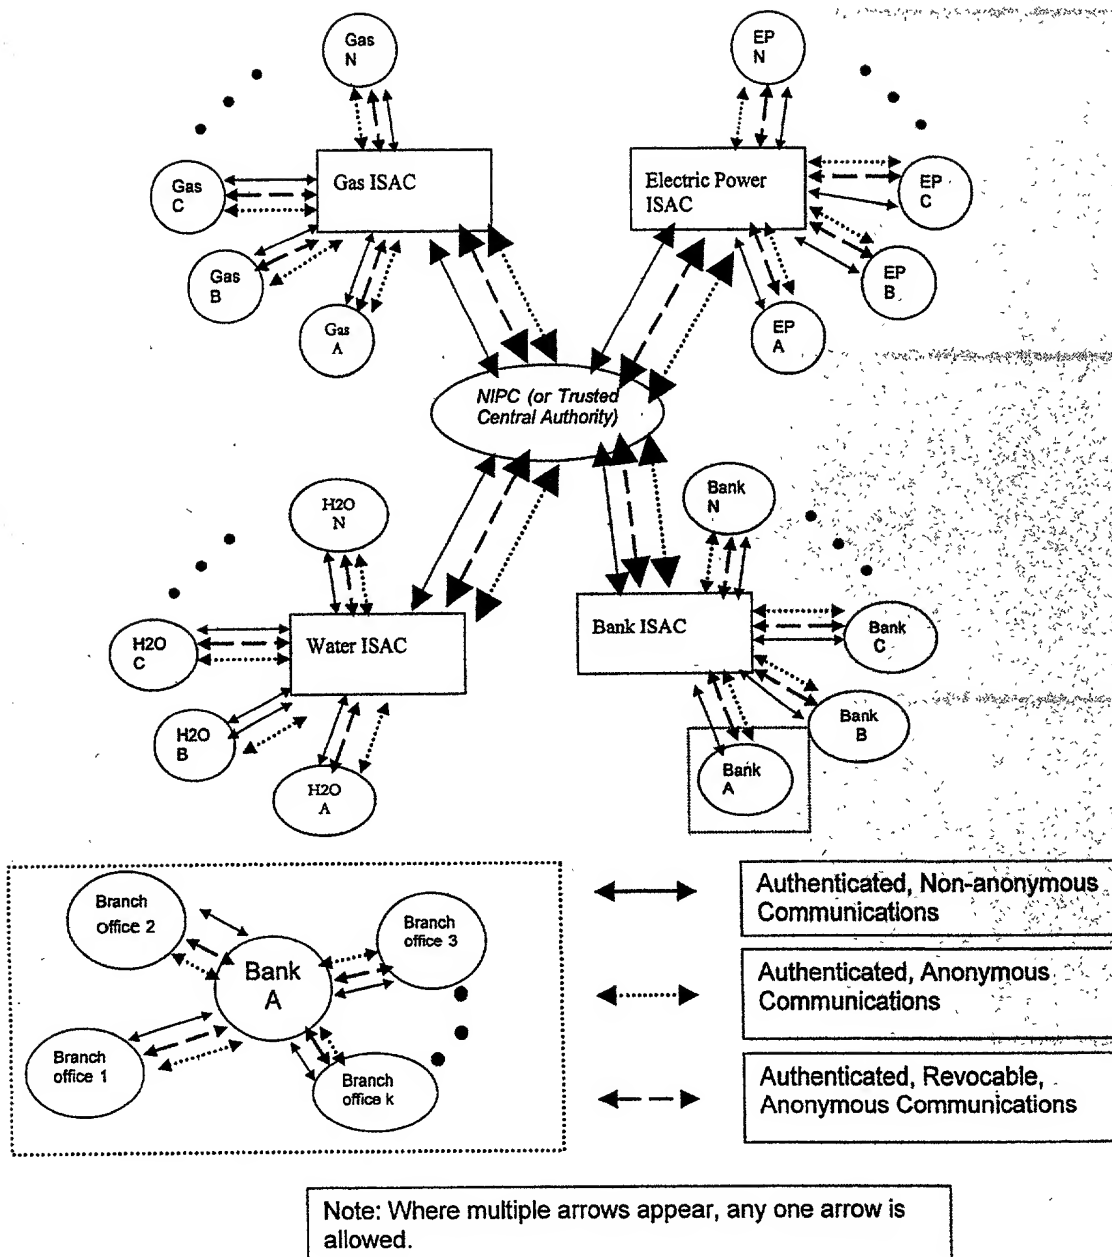 Gas
N
EP
N
Gas
C
Gas ISAC
Electric Power
ISAC
EP
C
Gas
B
EP
B
Gas
A
EP
A
NIPC (or Trusted
Central Authority)
H2O
N
Bank
N
H2O
C
Water ISAC
Bank ISAC
Bank
C
H2O
B
Bank
B
H2O
A
Bank
A
Branch
office 2
Branch
office 3
Bank
A
Branch
office 1
Branch
office k
Authenticated, Non-anonymous
Communications
Authenticated, Anonymous
Communications
Authenticated, Revocable,
Anonymous Communications
Note: Where multiple arrows appear, any one arrow is
allowed.